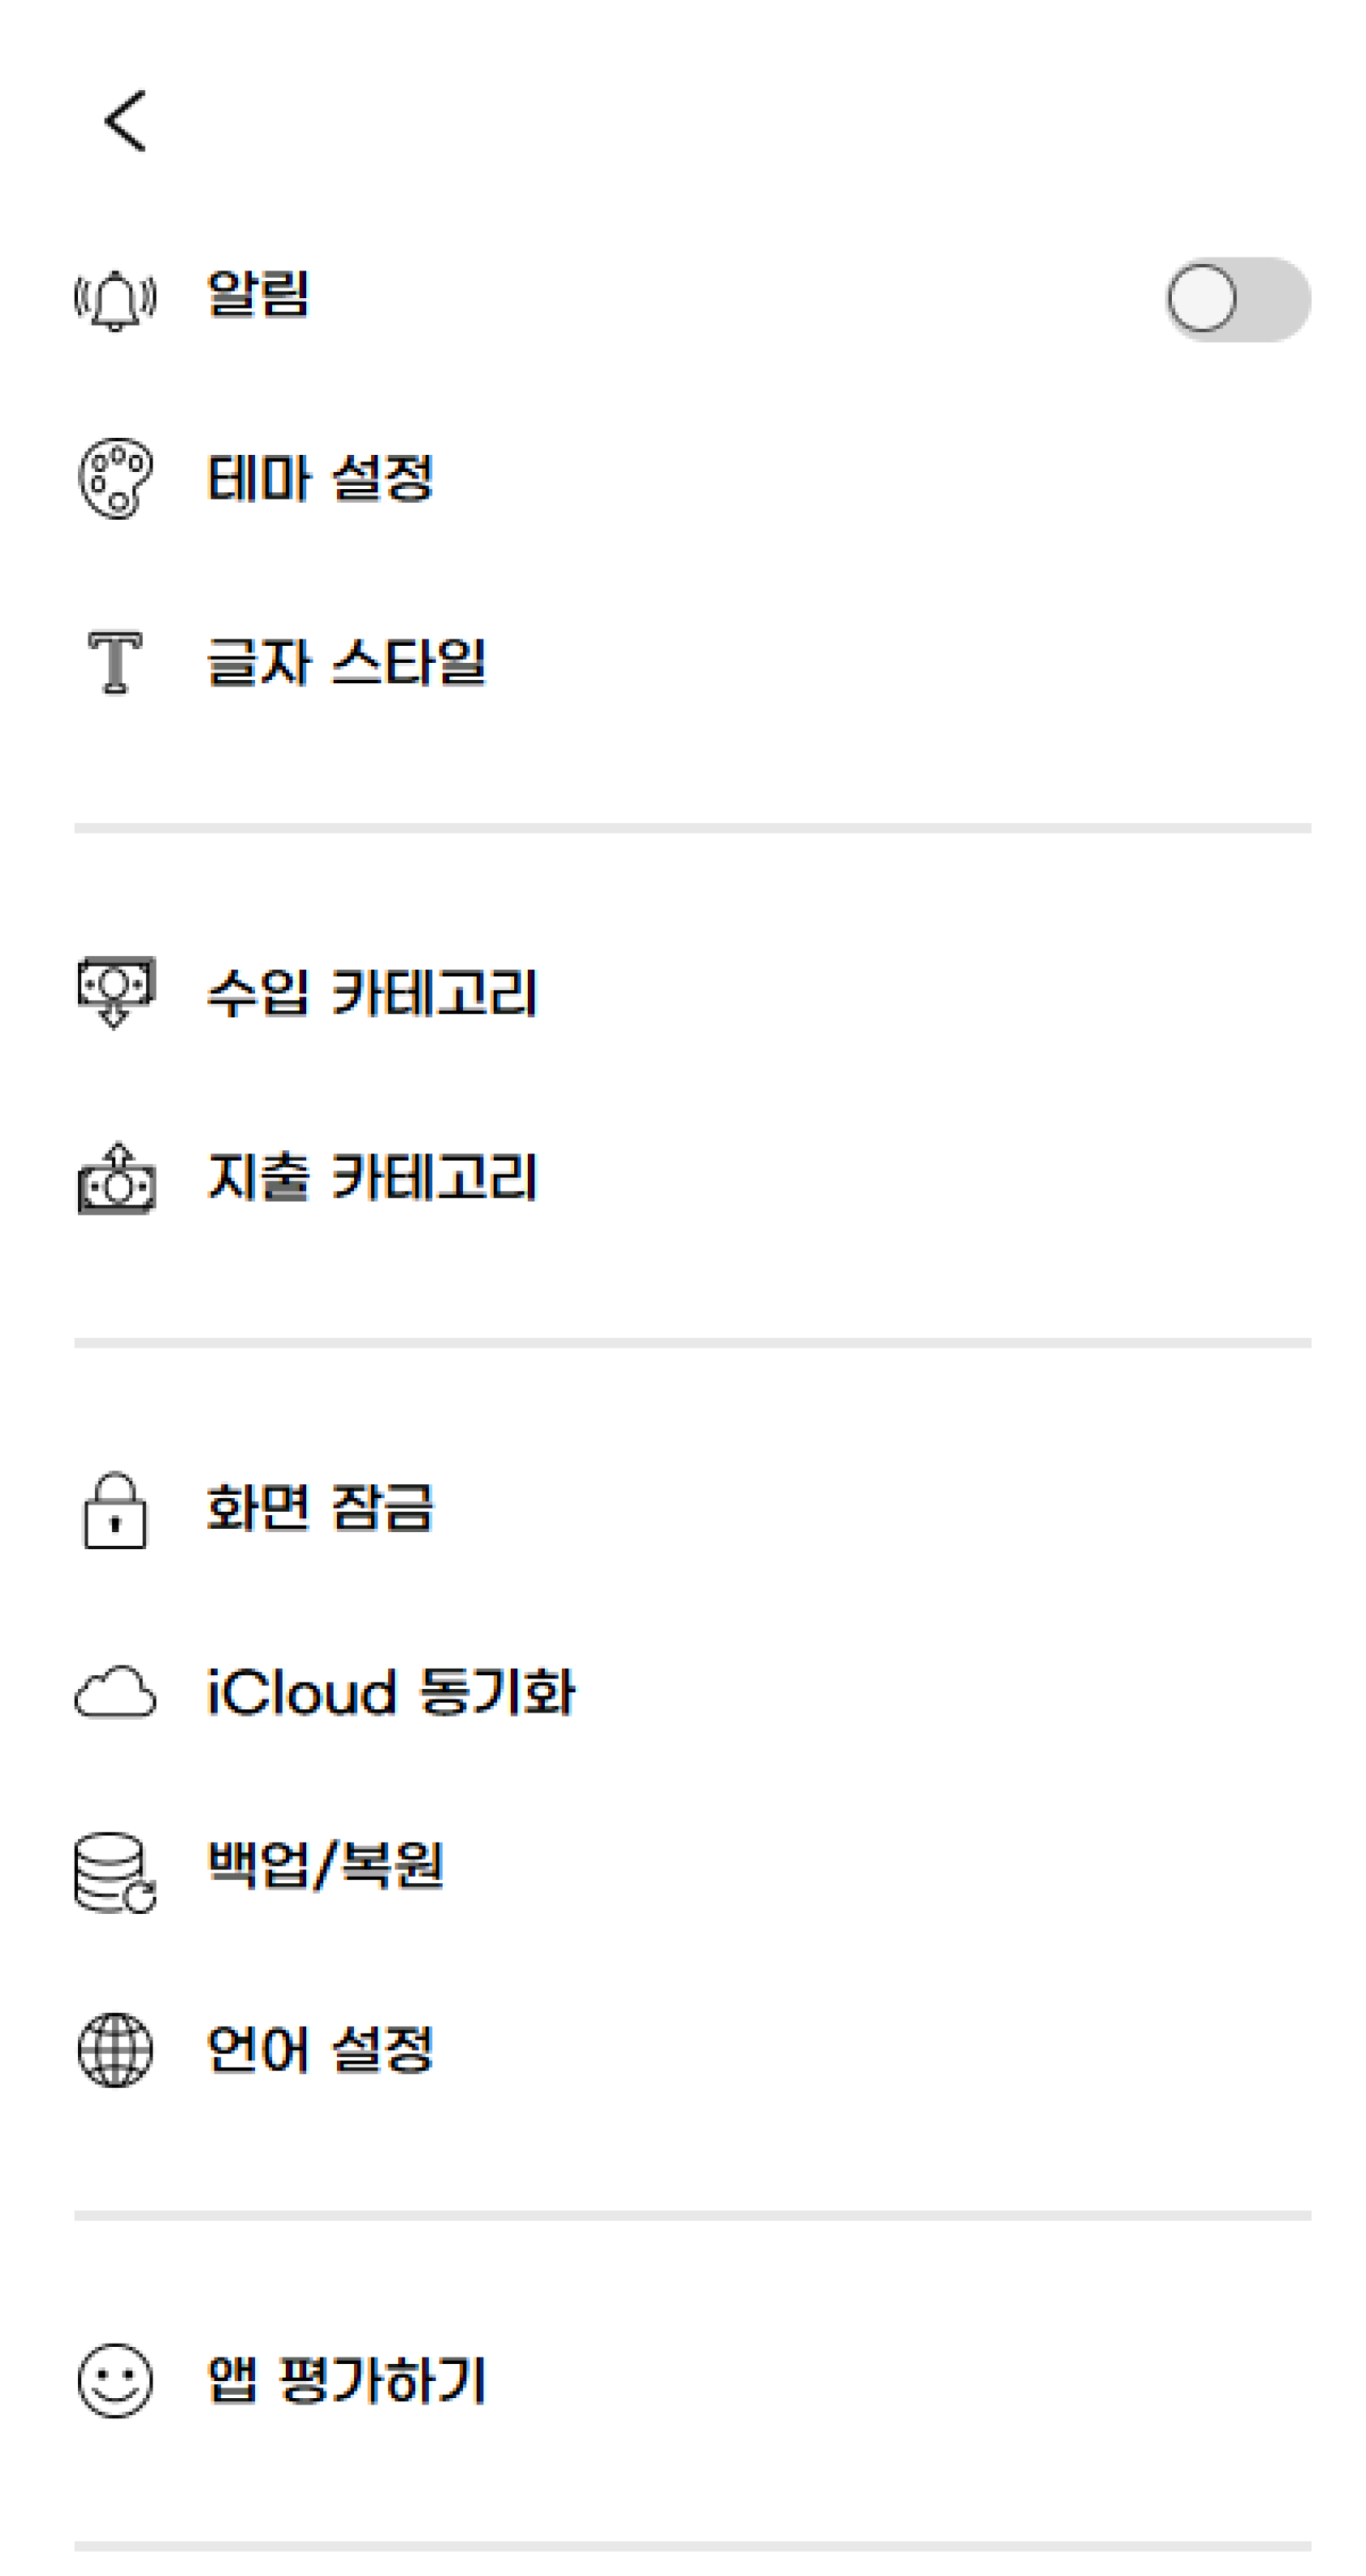 알림
테마 설정
글자 스타일
수입 카테고리
지출 카테고리
화면 잠금
iCloud 동기화
백업/복원
언어 설정
앱 평가하기